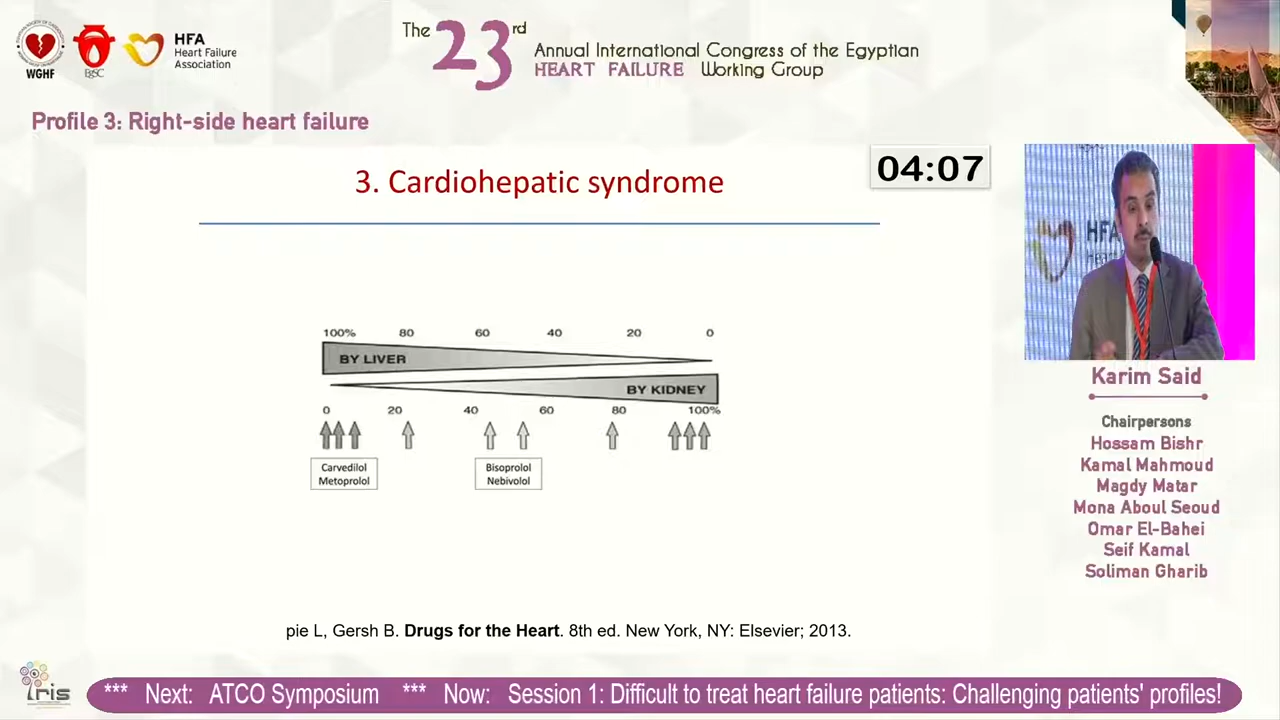 WGHF
EgSC
HFA
Heart Failure
Association
The 23rd
Annual International Congress of the Egyptian
HEART FAILURE Working Group
Profile 3: Right-side heart failure
3. Cardiohepatic syndrome
04:07
100% 80 60 40 20 0
BY LIVER
BY KIDNEY
0 20 40 60 80 100%
Carvedilol
Metoprolol
Bisoprolol
Nebivolol
pie L, Gersh B. Drugs for the Heart. 8th ed. New York, NY: Elsevier; 2013.
HFA
Karim Said
Chairpersons
Hossam Bishr
Kamal Mahmoud
Magdy Matar
Mona Aboul Seoud
Omar El-Bahei
Seif Kamal
Soliman Gharib
iris
*** Next: ATCO Symposium *** Now: Session 1: Difficult to treat heart failure patients: Challenging patients' profiles!